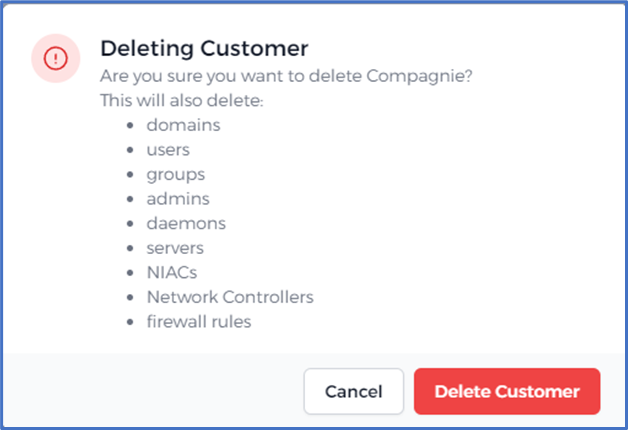 Deleting Customer
Are you sure you want to delete Compagnie?
This will also delete:
domains
users
groups
admins
daemons
servers
NIACs
Network Controllers
firewall rules
Cancel
Delete Customer